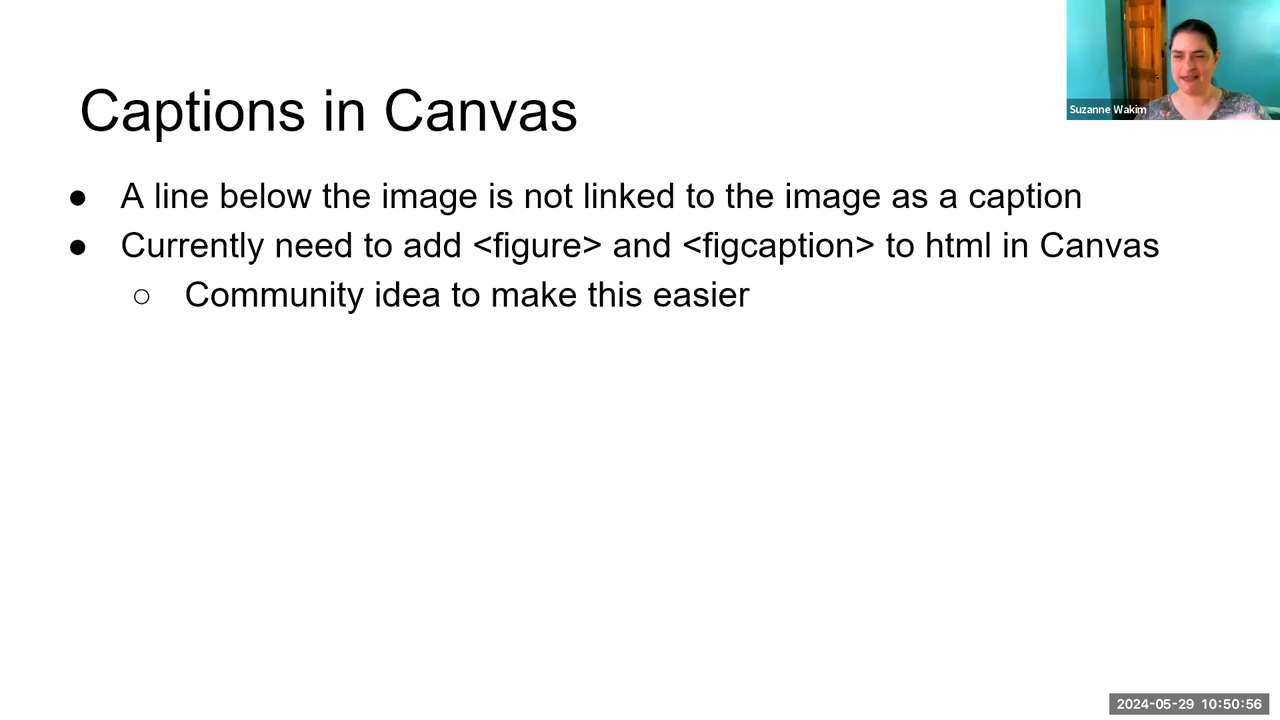 Suzanne Wakim
Captions in Canvas
● A line below the image is not linked to the image as a caption
● Currently need to add <figure> and <figcaption> to html in Canvas
○ Community idea to make this easier
2024-05-29 10:50:56